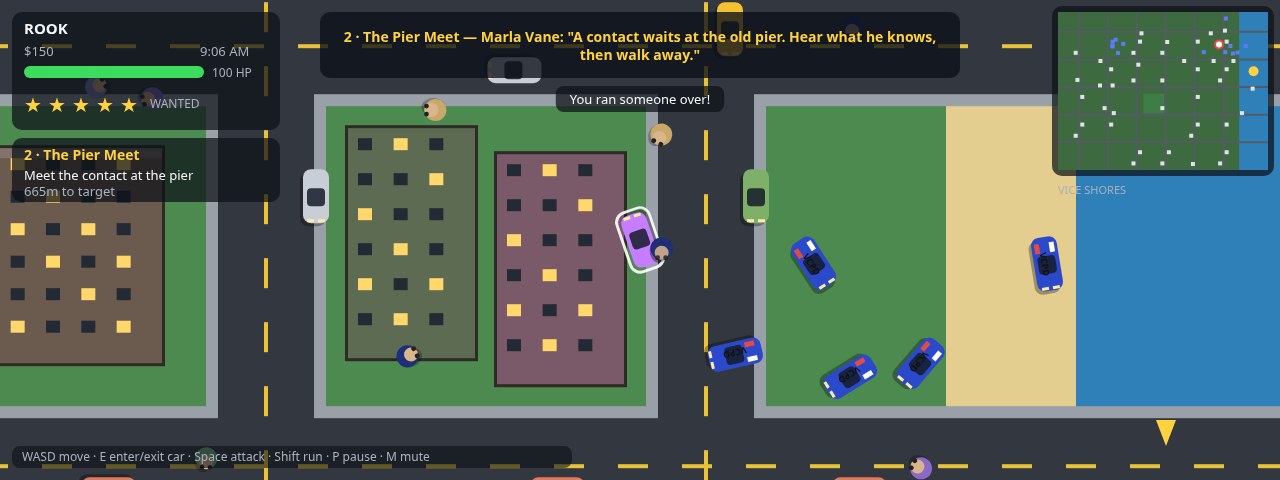 ROOK
$150 9:06 AM
100 HP
WANTED
2 · The Pier Meet
Meet the contact at the pier
665m to target
2 · The Pier Meet — Marla Vane: "A contact waits at the old pier. Hear what he knows,
then walk away."
You ran someone over!
VICE SHORES
WASD move · E enter/exit car · Space attack · Shift run · P pause · M mute